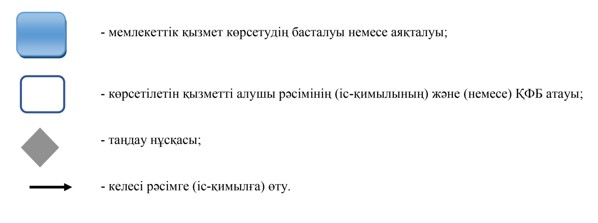 - мемлекеттік қызмет көрсетудің басталуы немесе аяқталуы;
- көрсетілетін қызметті алушы рәсімінің (іс-қимылының) және (немесе) ҚФБ атауы;
- таңдау нұсқасы;
- келесі рәсімге (іс-қимылға) өту.